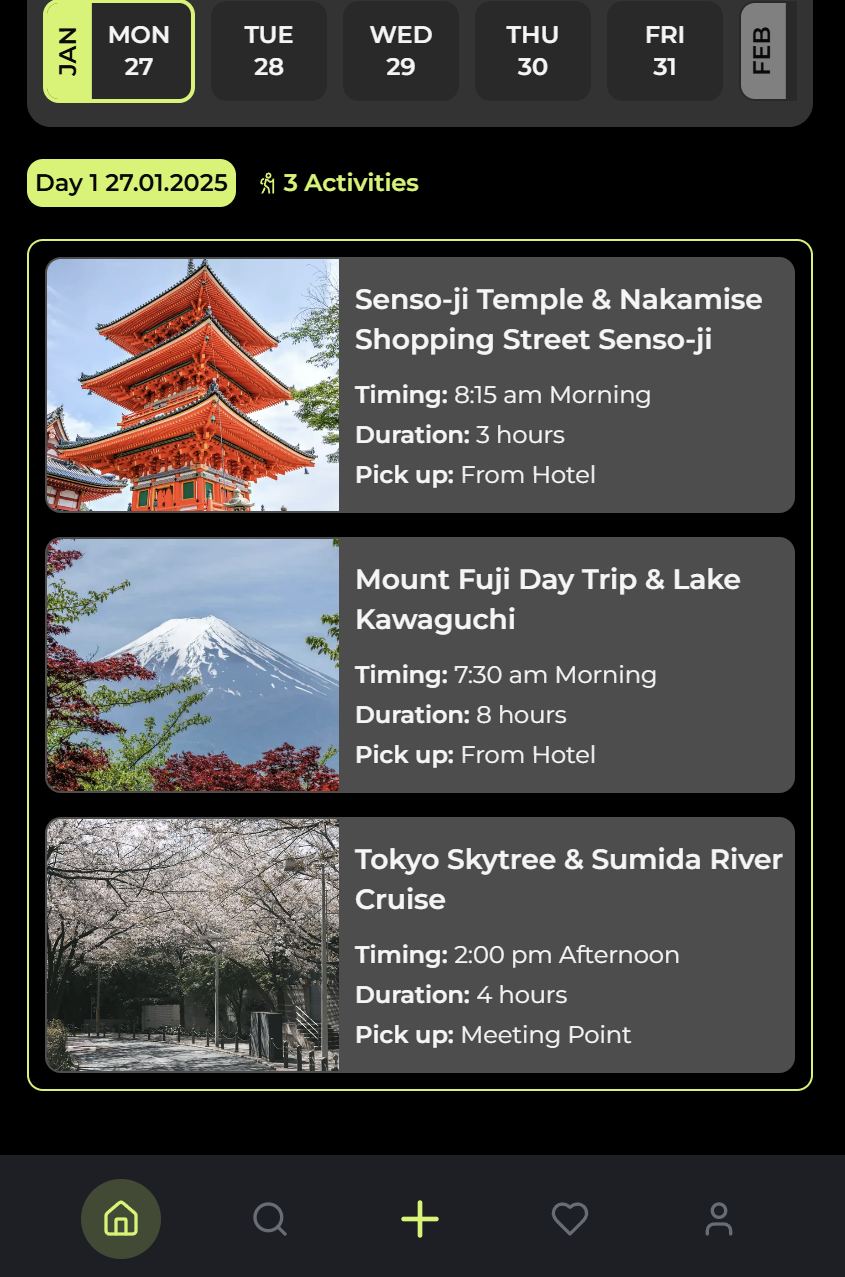 JAN
MON
27
TUE
28
WED
29
THU
30
FRI
31
FEB
Day 1 27.01.2025
3 Activities
Senso-ji Temple & Nakamise
Shopping Street Senso-ji
Timing: 8:15 am Morning
Duration: 3 hours
Pick up: From Hotel
Mount Fuji Day Trip & Lake
Kawaguchi
Timing: 7:30 am Morning
Duration: 8 hours
Pick up: From Hotel
Tokyo Skytree & Sumida River
Cruise
Timing: 2:00 pm Afternoon
Duration: 4 hours
Pick up: Meeting Point